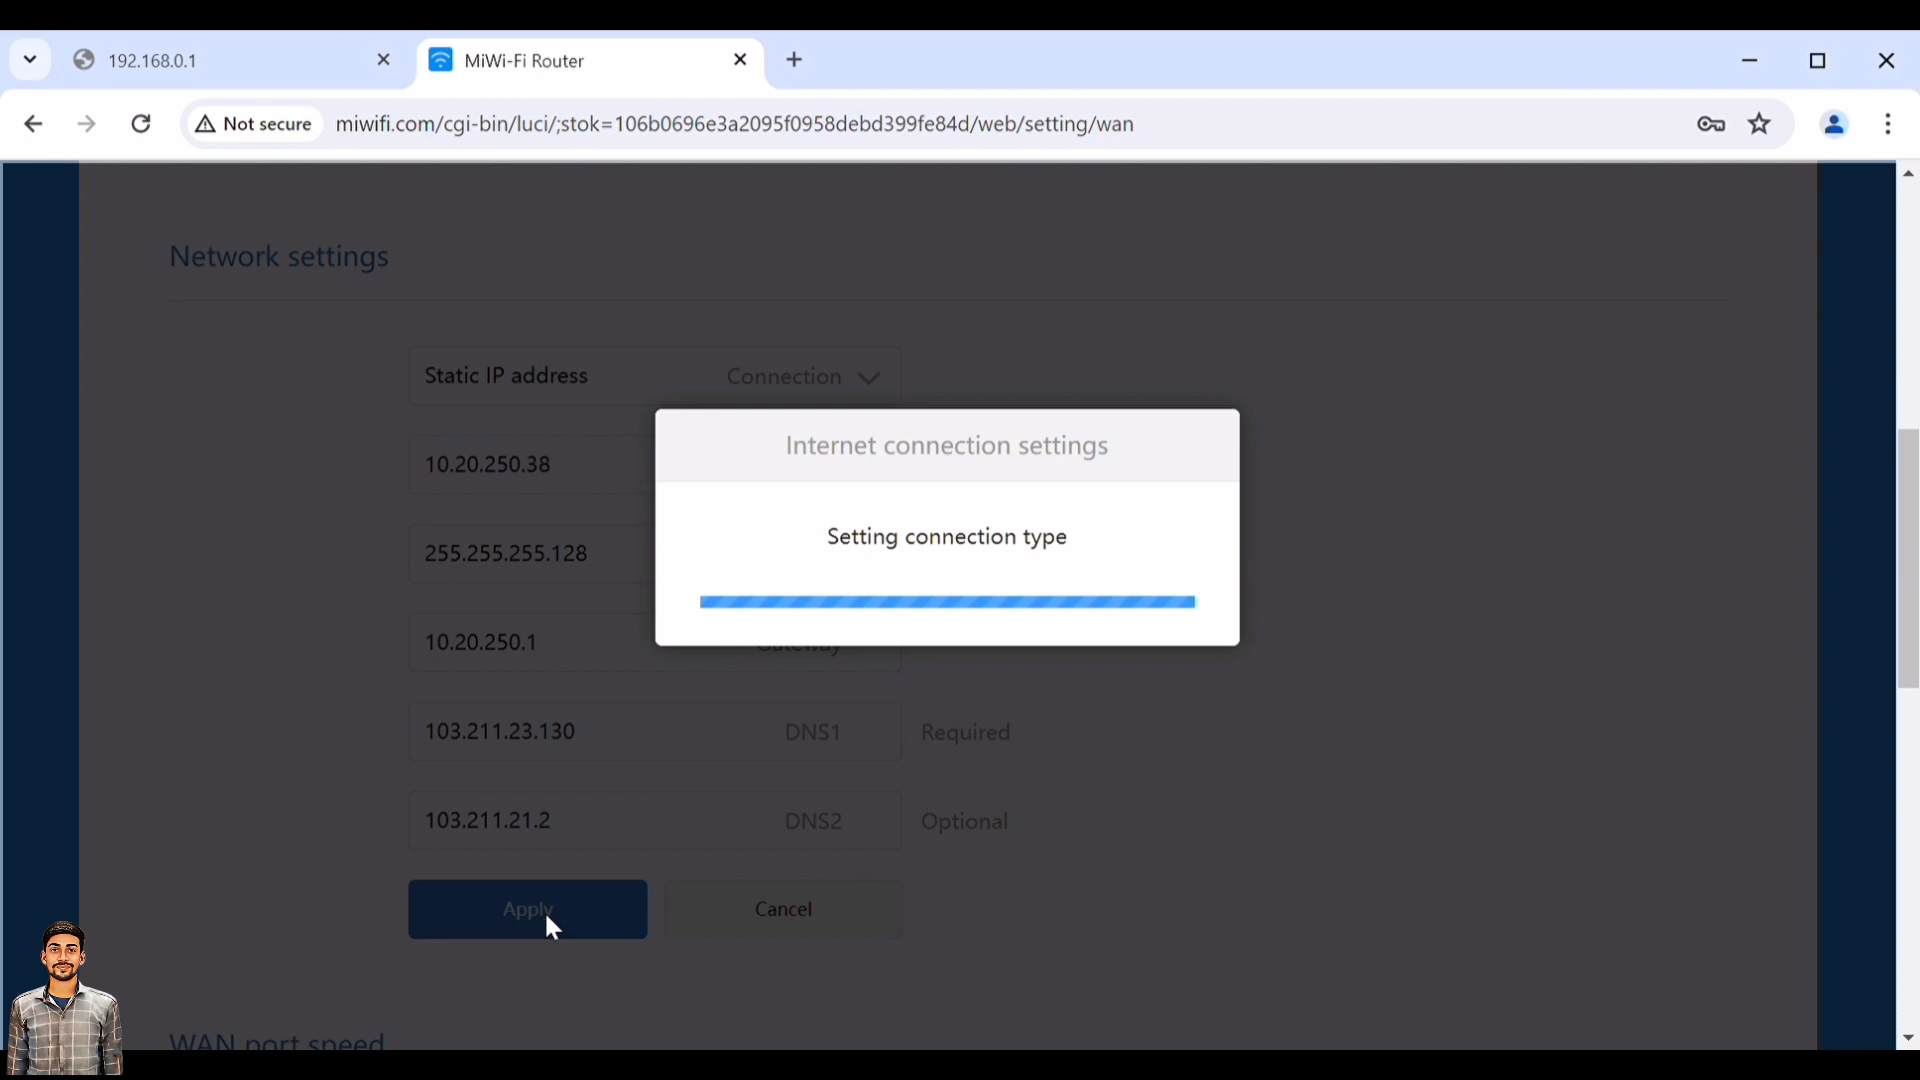 192.168.0.1
MiWi-Fi Router
Not secure
miwifi.com/cgi-bin/luci/;stok=106b0696e3a2095f0958debd399fe84d/web/setting/wan
Network settings
Static IP address Connection
Internet connection settings
10.20.250.38
Setting connection type
255.255.255.128
10.20.250.1 Gateway
103.211.23.130 DNS1 Required
103.211.21.2 DNS2 Optional
Apply Cancel
WAN port speed